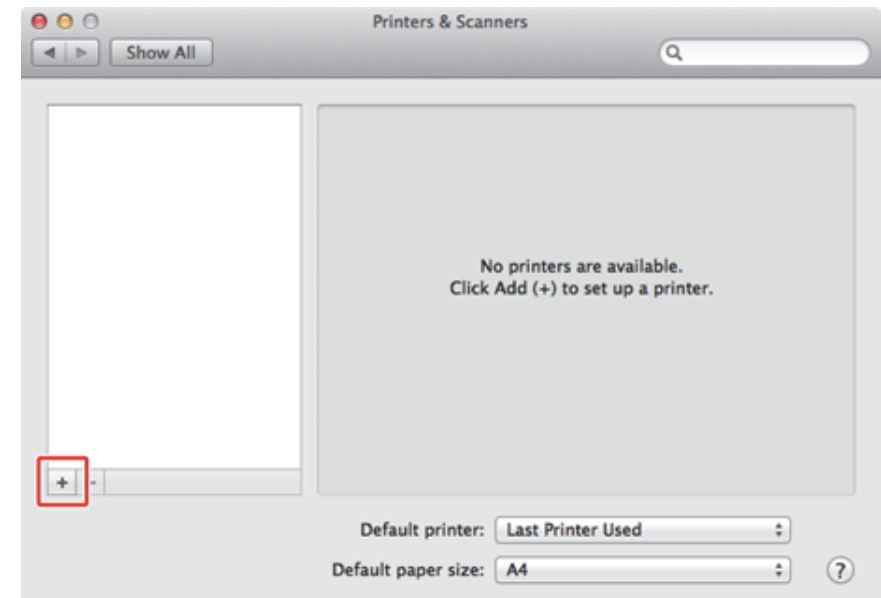 Printers & Scanners
Show All
No printers are available.
Click Add (+) to set up a printer.
+ -
Default printer: Last Printer Used
Default paper size: A4 ?